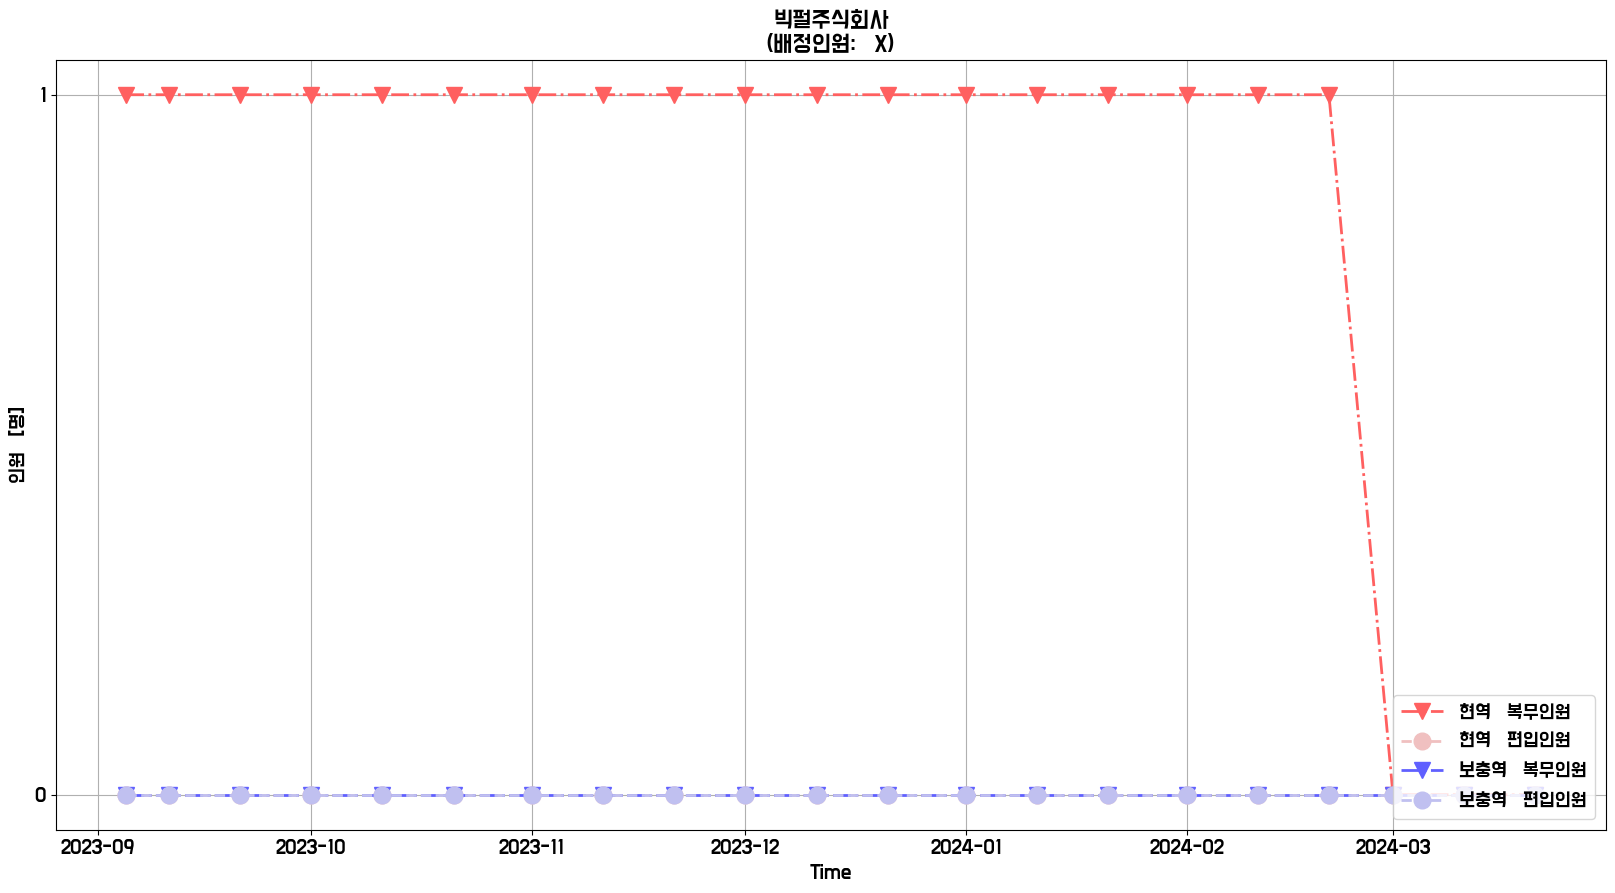 빅펄주식회사
(배정인원: X)
1
0
인원 [명]
2023-09
2023-10
2023-11
2023-12
2024-01
2024-02
2024-03
Time
현역 복무인원
현역 편입인원
보충역 복무인원
보충역 편입인원